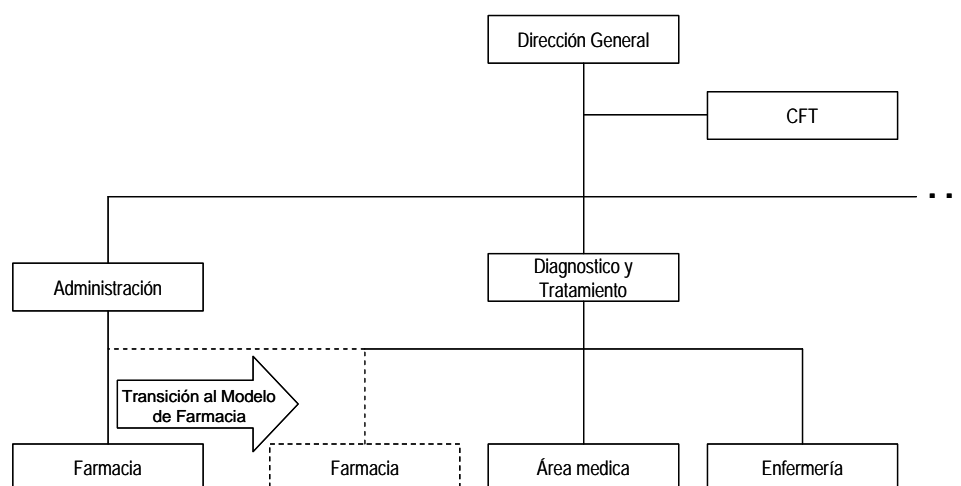 Dirección General
CFT
. .
Administración
Diagnostico y
Tratamiento
Transición al Modelo
de Farmacia
Farmacia
Farmacia
Área medica
Enfermería